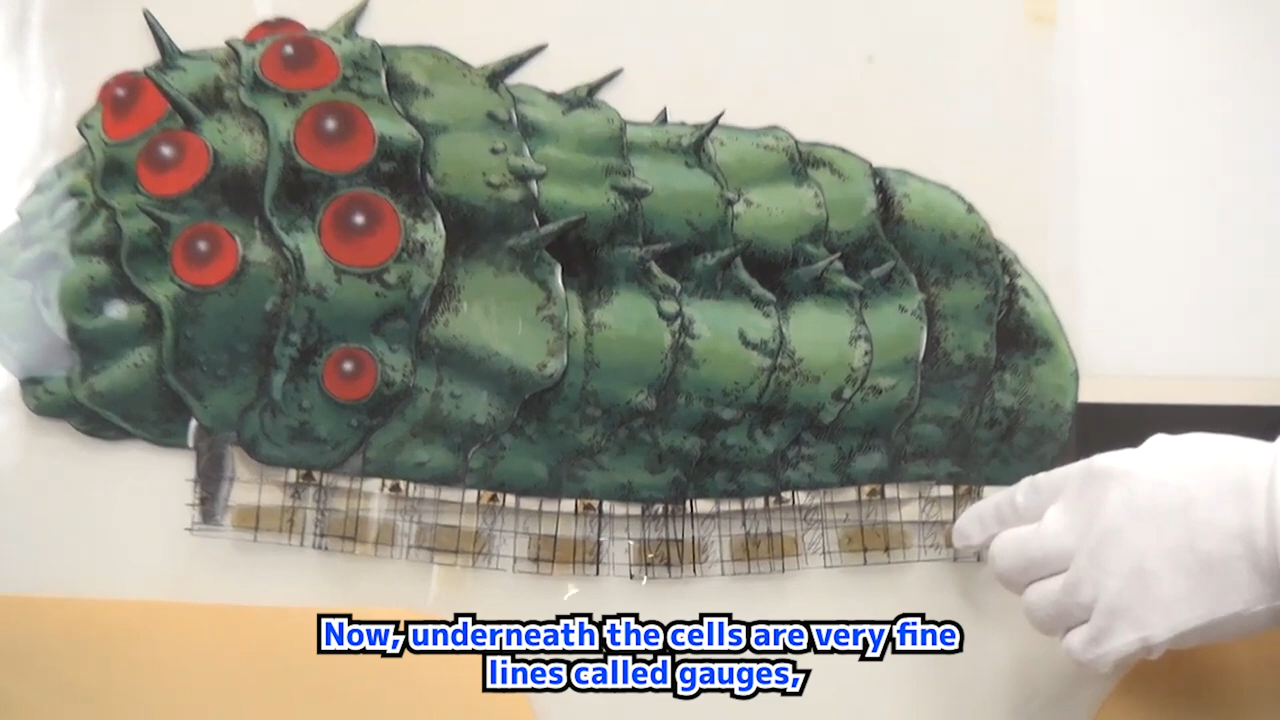 Now, underneath the cells are very fine
lines called gauges,